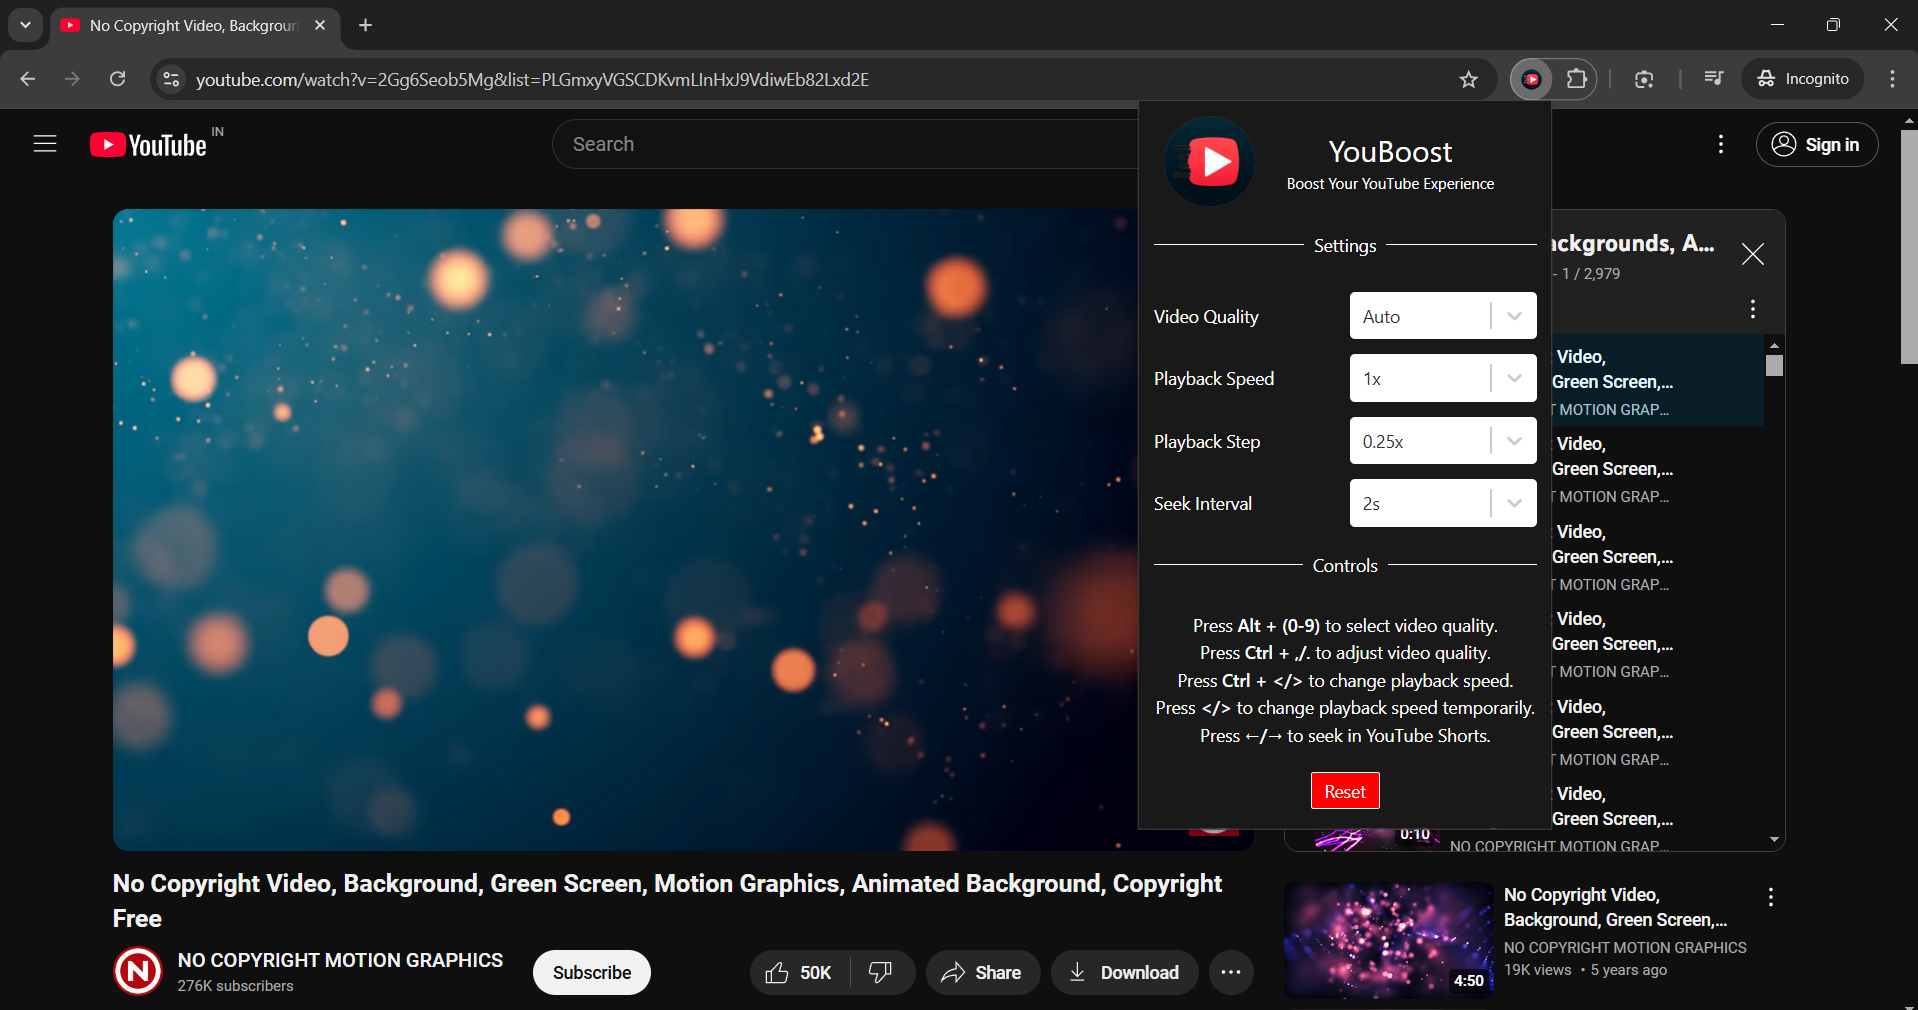 No Copyright Video, Backgroun
youtube.com/watch?v=2Gg6Seob5Mg&list=PLGmxyVGSCDKvmLInHxJ9VdiwEb82Lxd2E
Incognito
YouTube IN
Search
Sign in
YouBoost
Boost Your YouTube Experience
Settings
Video Quality
Auto
Playback Speed
1x
Playback Step
0.25x
Seek Interval
2s
Controls
Press Alt + (0-9) to select video quality.
Press Ctrl + ,/. to adjust video quality.
Press Ctrl + </> to change playback speed.
Press </> to change playback speed temporarily.
Press ←/→ to seek in YouTube Shorts.
Reset
ackgrounds, A...
- 1 / 2,979
Video,
Green Screen,...
MOTION GRAP...
Video,
Green Screen,...
MOTION GRAP...
Video,
Green Screen,...
MOTION GRAP...
Video,
Green Screen,...
MOTION GRAP...
Video,
Green Screen,...
MOTION GRAP...
Video,
Green Screen,...
0:10
NO COPYRIGHT MOTION GRAP...
No Copyright Video, Background, Green Screen, Motion Graphics, Animated Background, Copyright
Free
NO COPYRIGHT MOTION GRAPHICS
276K subscribers
Subscribe
50K
Share
Download
4:50
No Copyright Video,
Background, Green Screen,...
NO COPYRIGHT MOTION GRAPHICS
19K views • 5 years ago